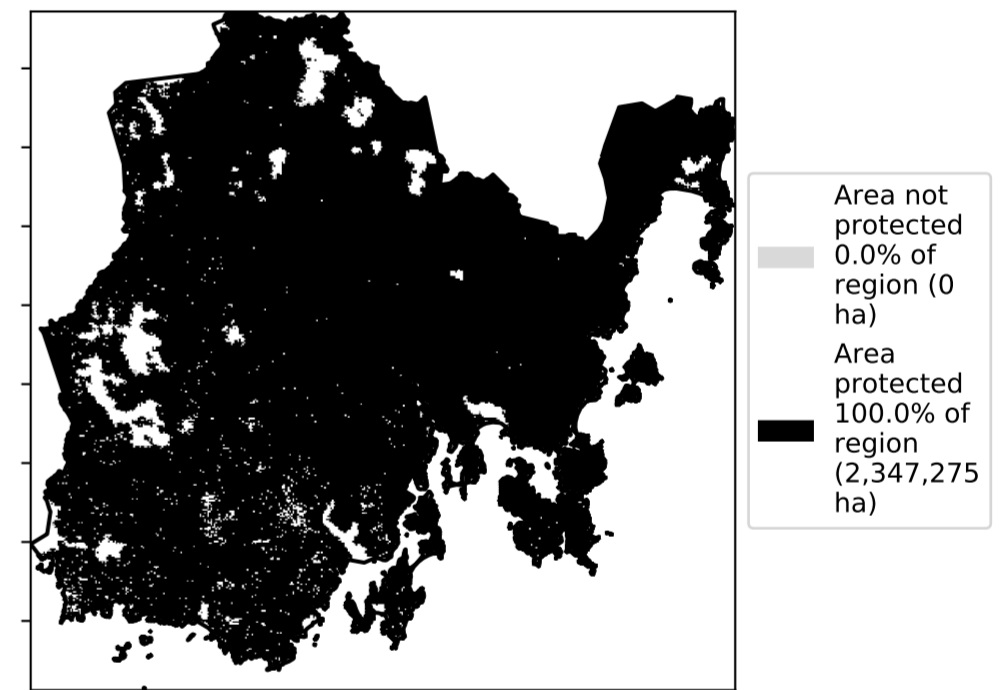 Area not
protected
0.0% of
region (0
ha)
Area
protected
100.0% of
region
(2,347,275
ha)